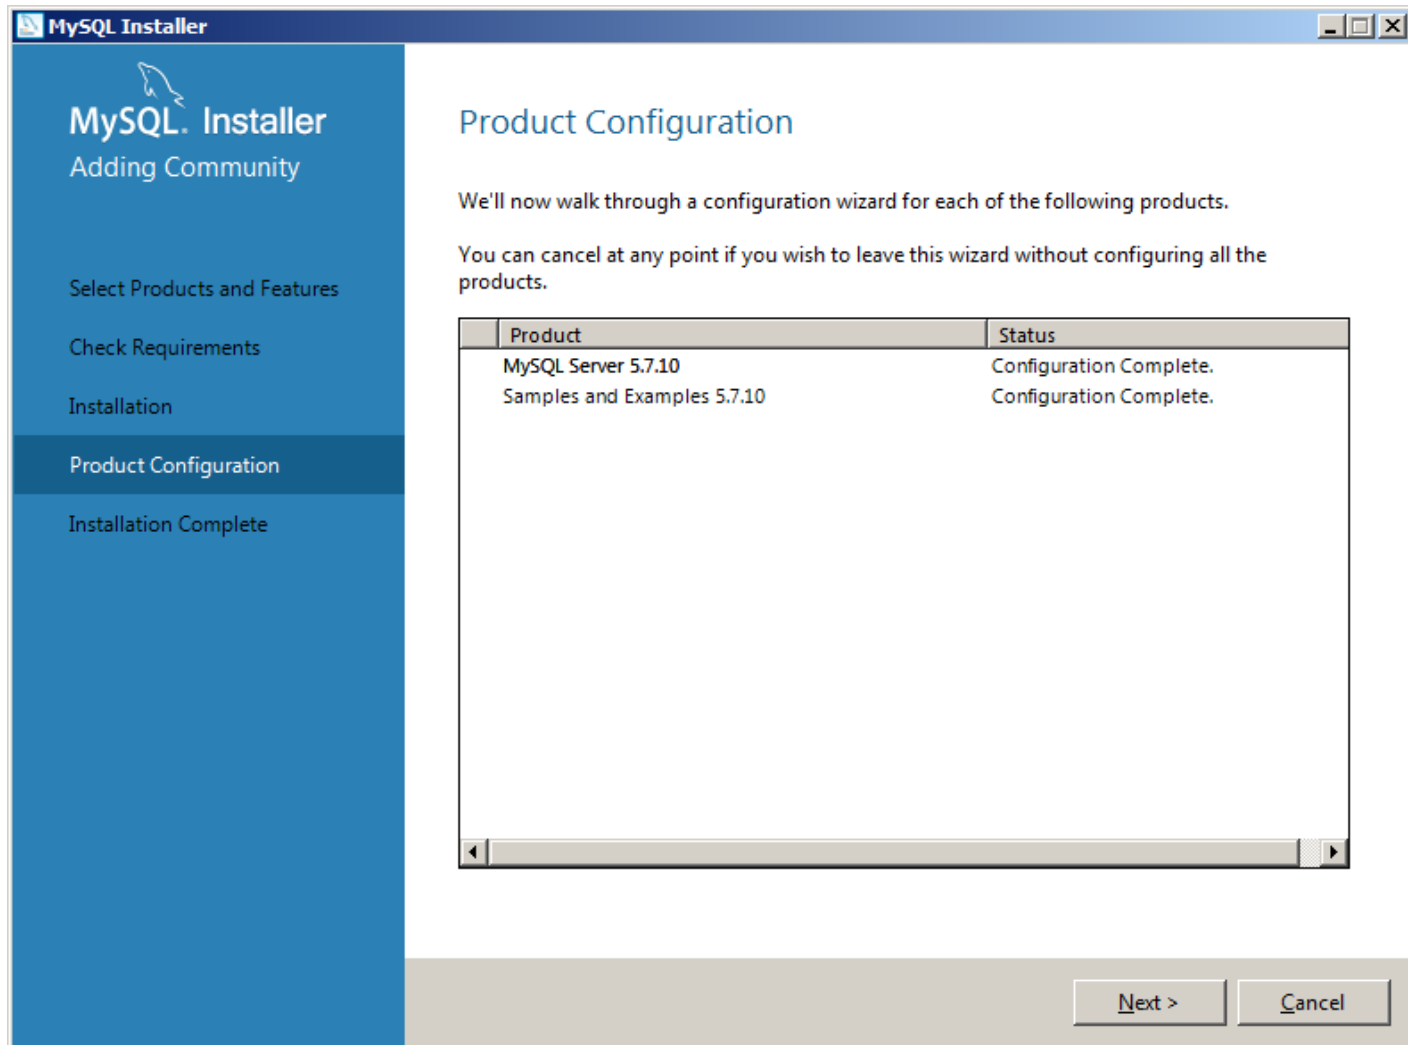 MySQL Installer
MySQL. Installer
Adding Community
Select Products and Features
Check Requirements
Installation
Product Configuration
Installation Complete
Product Configuration
We'll now walk through a configuration wizard for each of the following products.
You can cancel at any point if you wish to leave this wizard without configuring all the
products.
Product Status
MySQL Server 5.7.10 Configuration Complete.
Samples and Examples 5.7.10 Configuration Complete.
Next > Cancel